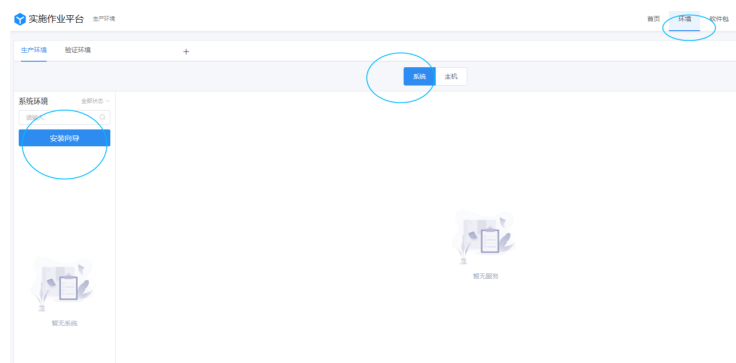 实施作业平台 生产环境 首页 环境 软件包
生产环境 验证环境 +
系统 主机
系统环境 全部状态
安装向导
暂无服务
暂无系统